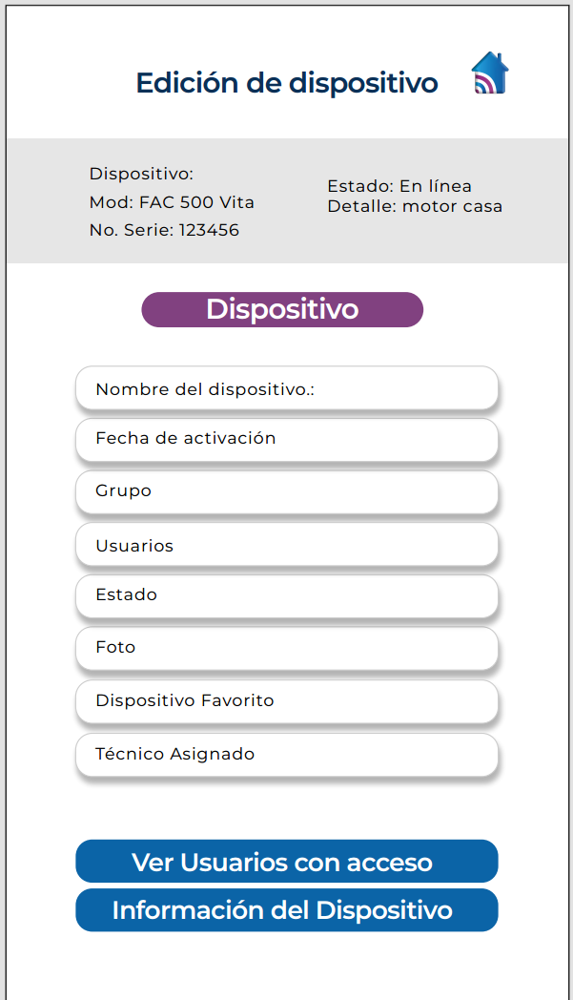 Edición de dispositivo
Dispositivo:
Mod: FAC 500 Vita
No. Serie: 123456
Estado: En línea
Detalle: motor casa
Dispositivo
Nombre del dispositivo.:
Fecha de activación
Grupo
Usuarios
Estado
Foto
Dispositivo Favorito
Técnico Asignado
Ver Usuarios con acceso
Información del Dispositivo